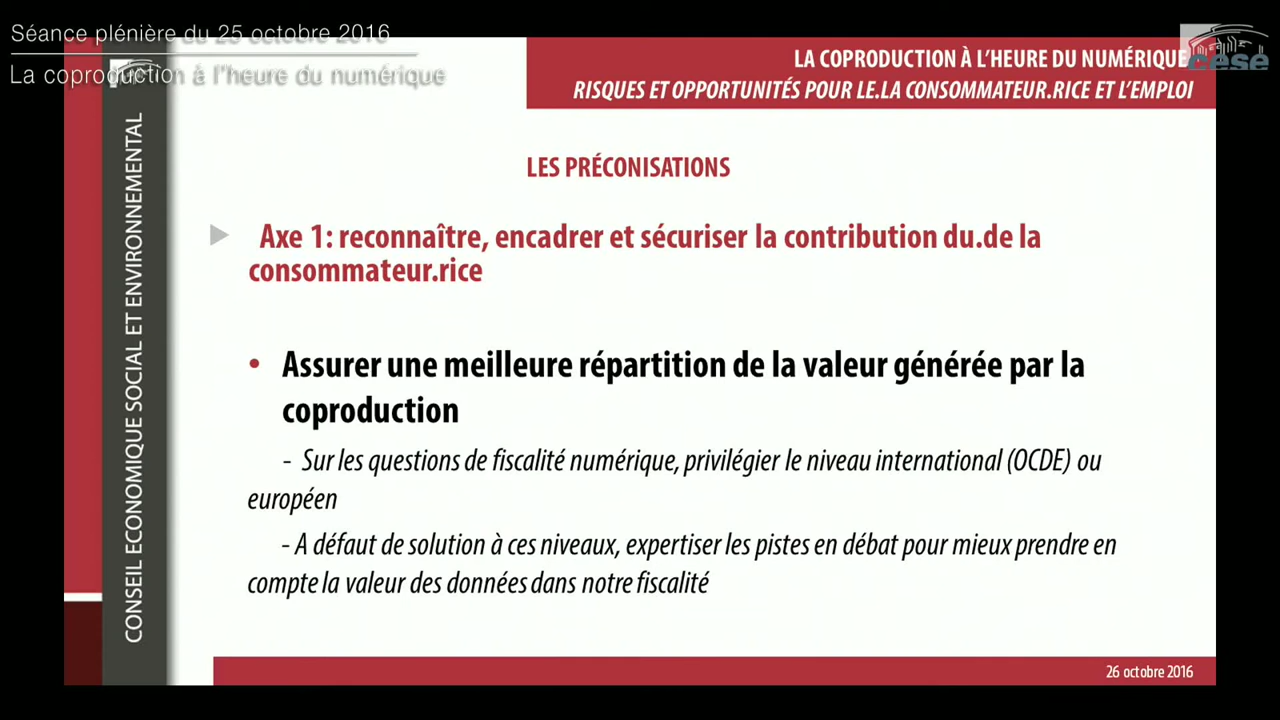 Séance plénière du 25 octobre 2016
La coproduction à l'heure du numérique
cese
LA COPRODUCTION À L'HEURE DU NUMÉRIQUE
RISQUES ET OPPORTUNITÉS POUR LE.LA CONSOMMATEUR.RICE ET L'EMPLOI
CONSEIL ECONOMIQUE SOCIAL ET ENVIRONNEMENTAL
LES PRÉCONISATIONS
Axe 1: reconnaître, encadrer et sécuriser la contribution du.de la
consommateur.rice
• Assurer une meilleure répartition de la valeur générée par la
coproduction
- Sur les questions de fiscalité numérique, privilégier le niveau international (OCDE) ou
européen
- A défaut de solution à ces niveaux, expertiser les pistes en débat pour mieux prendre en
compte la valeur des données dans notre fiscalité
26 octobre 2016